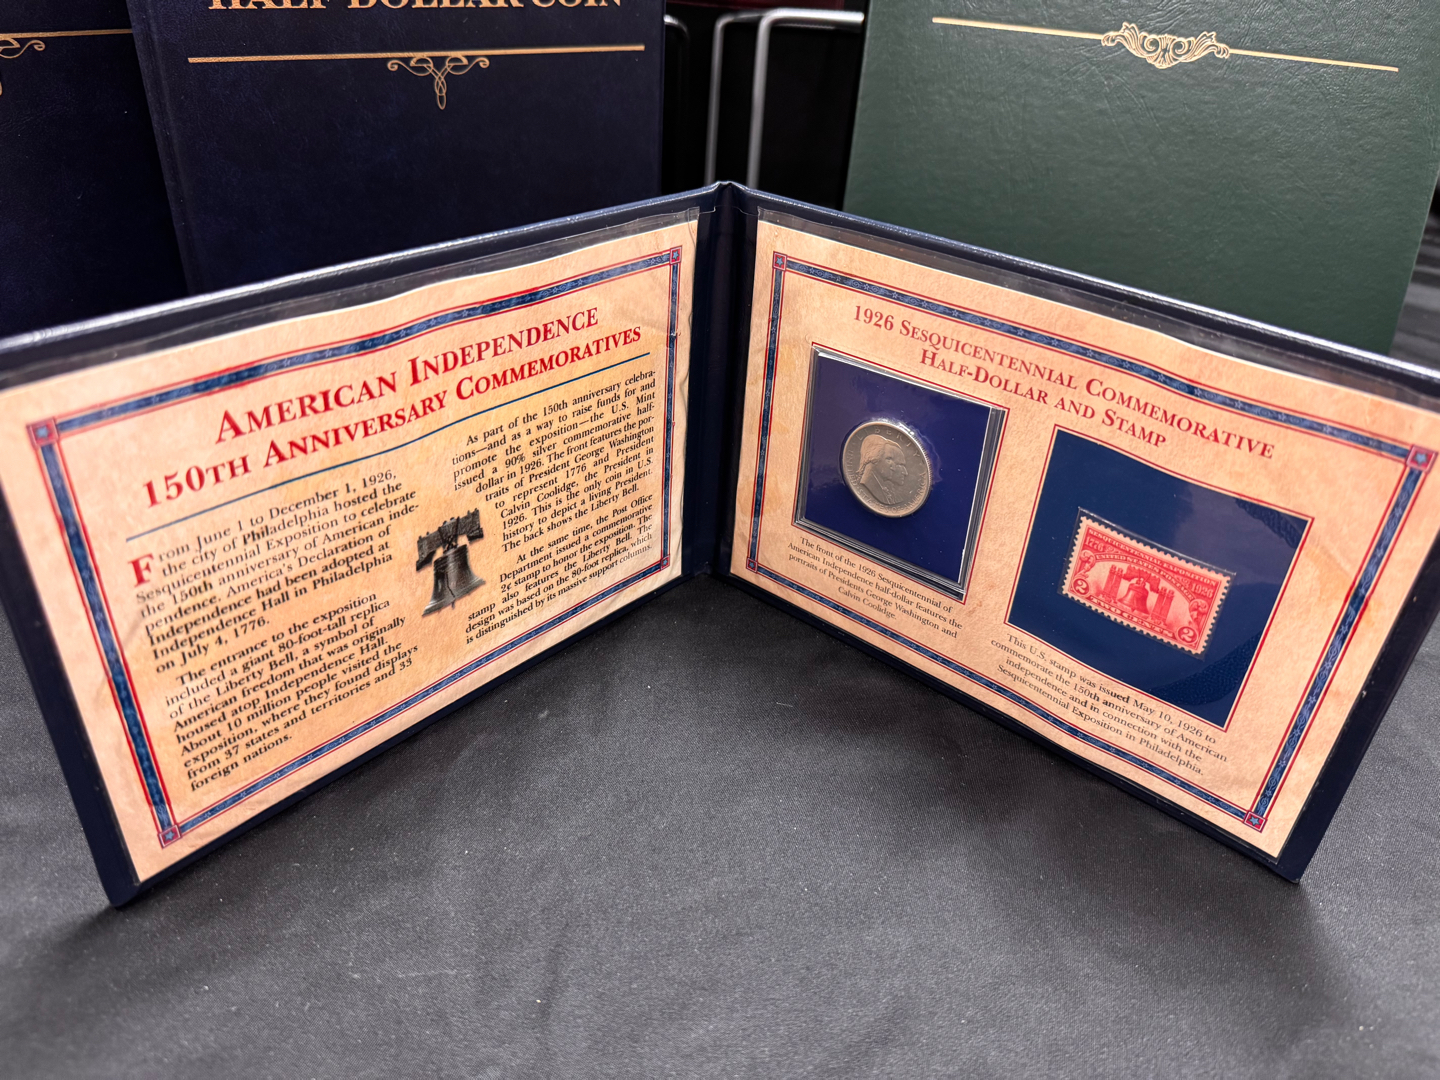 HALF-DOLLAR COIN
AMERICAN INDEPENDENCE
150TH ANNIVERSARY COMMEMORATIVES
From June 1 to December 1, 1926,
the city of Philadelphia hosted the
Sesquicentennial Exposition to celebrate
the 150th anniversary of American inde-
pendence. America's Declaration of
Independence had been adopted at
Independence Hall in Philadelphia
on July 4, 1776.
The entrance to the exposition
included a giant 80-foot-tall replica
of the Liberty Bell, a symbol of
American freedom that was originally
housed atop Independence Hall.
About 10 million people visited the
exposition, where they found displays
from 37 states and territories and 33
foreign nations.
As part of the 150th anniversary celebra-
tions—and as a way to raise funds for and
promote the exposition—the U.S. Mint
issued a 90% silver commemorative half-
dollar in 1926. The front features the por-
traits of President George Washington
to represent 1776 and President
Calvin Coolidge, the President in
1926. This is the only coin in U.S.
history to depict a living President.
The back shows the Liberty Bell.
At the same time, the Post Office
Department issued a commemorative
2¢ stamp to honor the exposition. The
stamp also features the Liberty Bell. The
design was based on the 80-foot replica, which
is distinguished by its massive support columns.
1926 SESQUICENTENNIAL COMMEMORATIVE
HALF-DOLLAR AND STAMP
The front of the 1926 Sesquicentennial of
American Independence half-dollar features the
portraits of Presidents George Washington and
Calvin Coolidge.
SESQUICENTENNIAL EXPOSITION
1776 UNITED STATES POSTAGE 1926
2 TWO CENTS 2
This U.S. stamp was issued May 10, 1926 to
commemorate the 150th anniversary of American
independence and in connection with the
Sesquicentennial Exposition in Philadelphia.